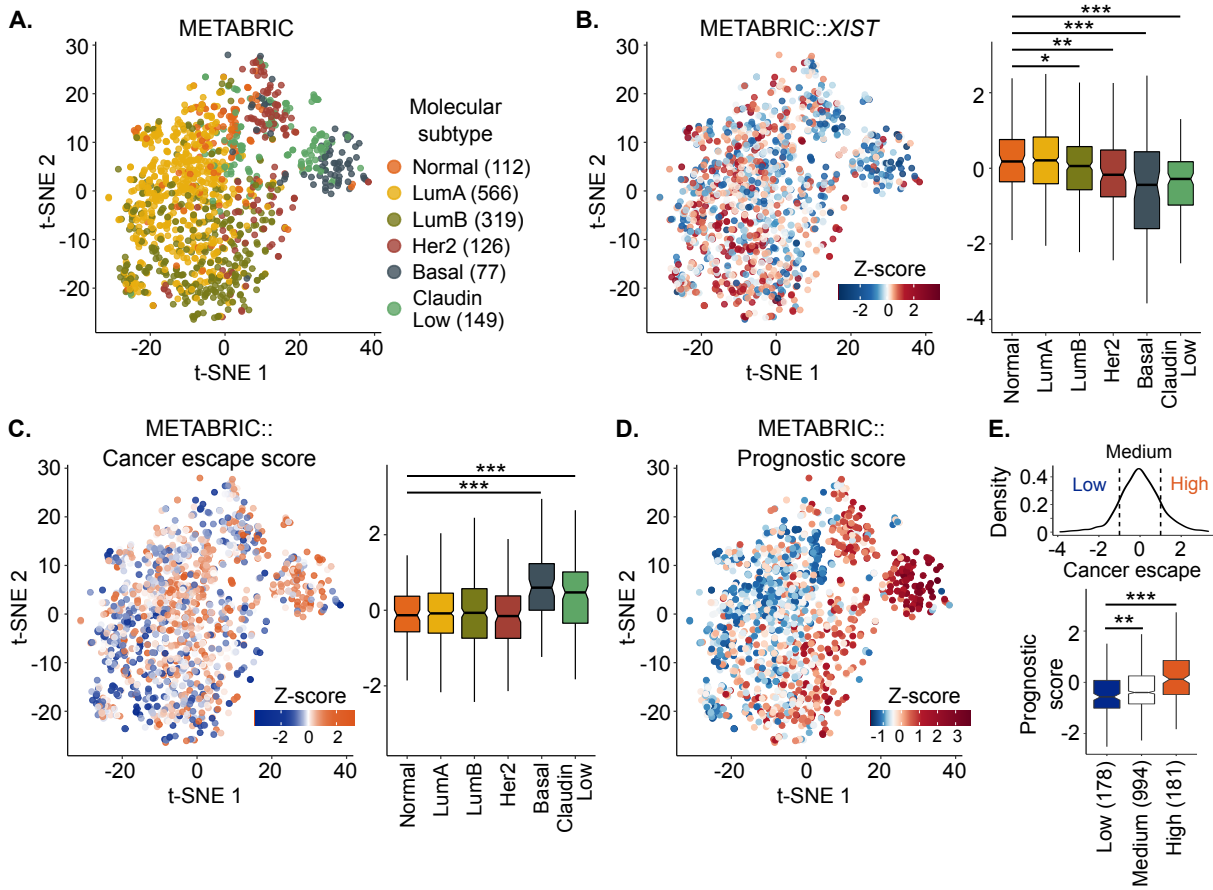 A.
METABRIC
t-SNE 2
30
20
10
0
-10
-20
-20
0
20
40
t-SNE 1
Molecular
subtype
Normal (112)
LumA (566)
LumB (319)
Her2 (126)
Basal (77)
Claudin
Low (149)
B.
METABRIC::XIST
t-SNE 2
30
20
10
0
-10
-20
-20
0
20
40
t-SNE 1
Z-score
-2
0
2
***
***
**
*
2
0
-2
-4
Normal
LumA
LumB
Her2
Basal
Claudin
Low
C.
METABRIC::
Cancer escape score
t-SNE 2
30
20
10
0
-10
-20
-20
0
20
40
t-SNE 1
Z-score
-2
0
2
***
***
2
0
-2
Normal
LumA
LumB
Her2
Basal
Claudin
Low
D.
METABRIC::
Prognostic score
t-SNE 2
30
20
10
0
-10
-20
-20
0
20
40
t-SNE 1
Z-score
-1
0
1
2
3
E.
Medium
Low
High
Density
0.4
0.2
0
-4
-2
0
2
Cancer escape
***
**
Prognostic
score
2
0
-2
Low (178)
Medium (994)
High (181)